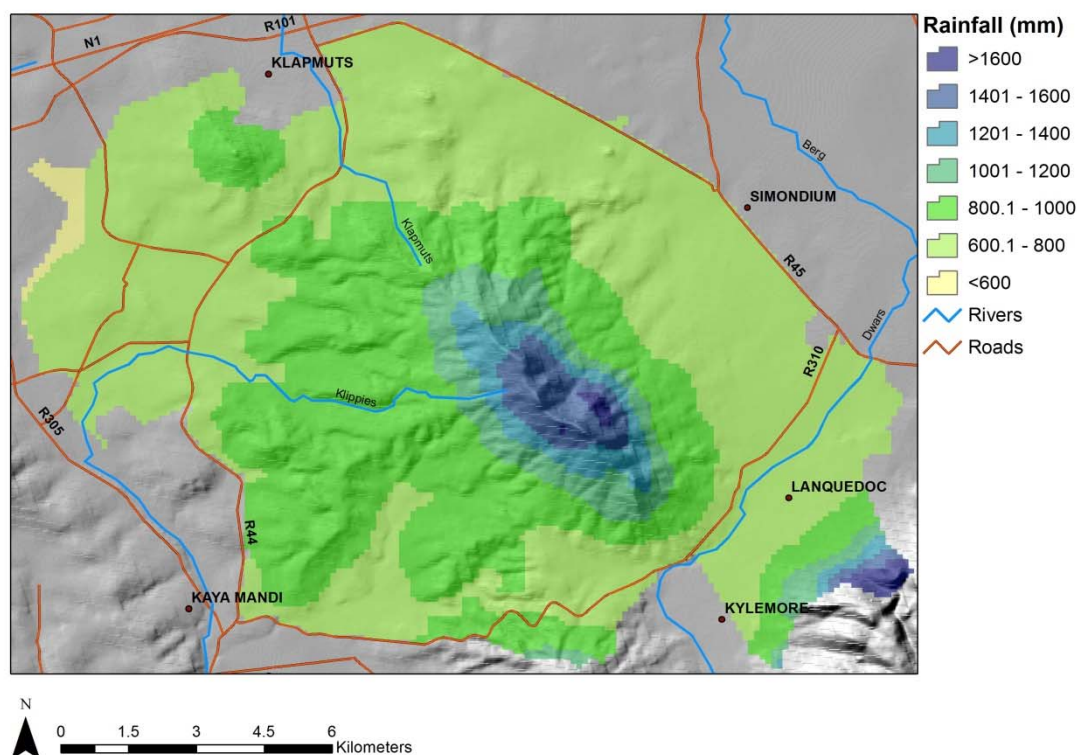 R101
N1
KLAPMUTS
Berg
SIMONDIUM
Klapmuts
R45
Dwars
R310
Klippies
R305
LANQUEDOC
R44
KAYA MANDI
KYLEMORE
Rainfall (mm)
>1600
1401 - 1600
1201 - 1400
1001 - 1200
800.1 - 1000
600.1 - 800
<600
Rivers
Roads
N
0 1.5 3 4.5 6
Kilometers